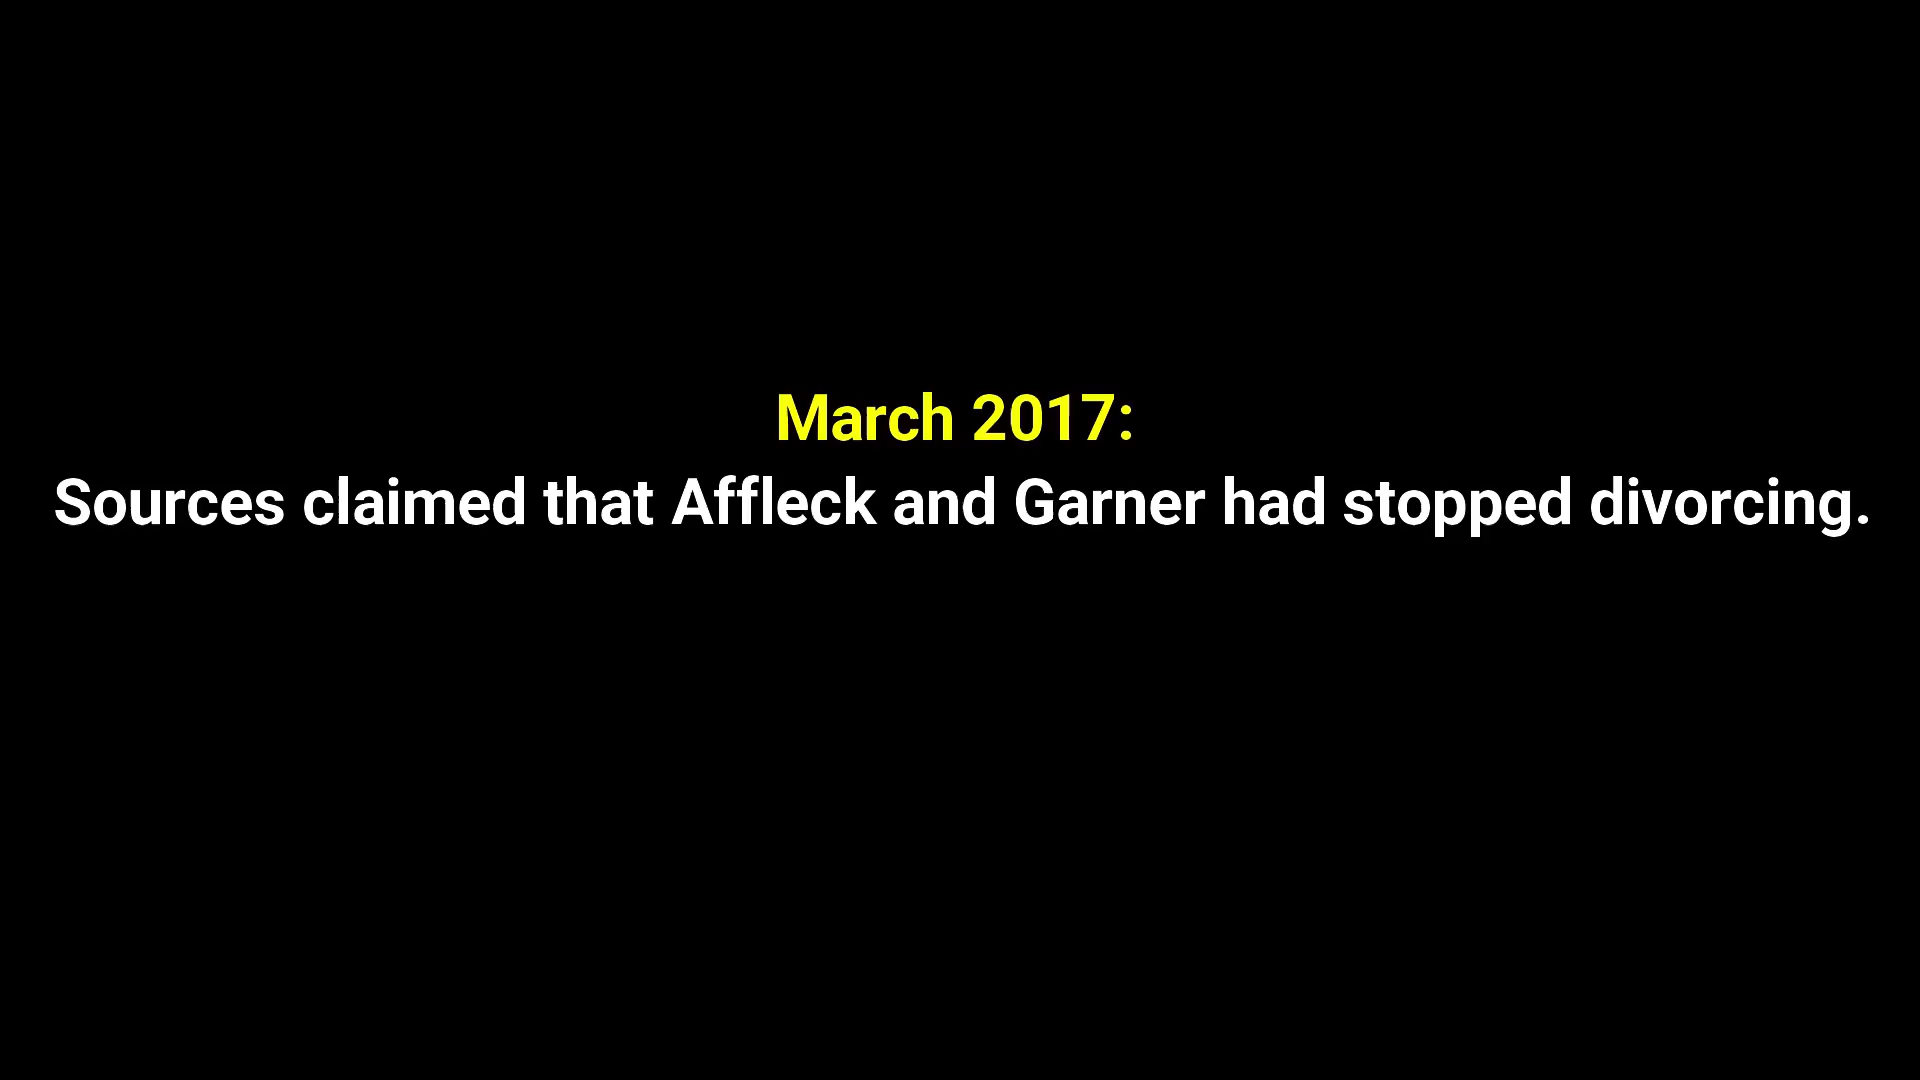 March 2017:
Sources claimed that Affleck and Garner had stopped divorcing.